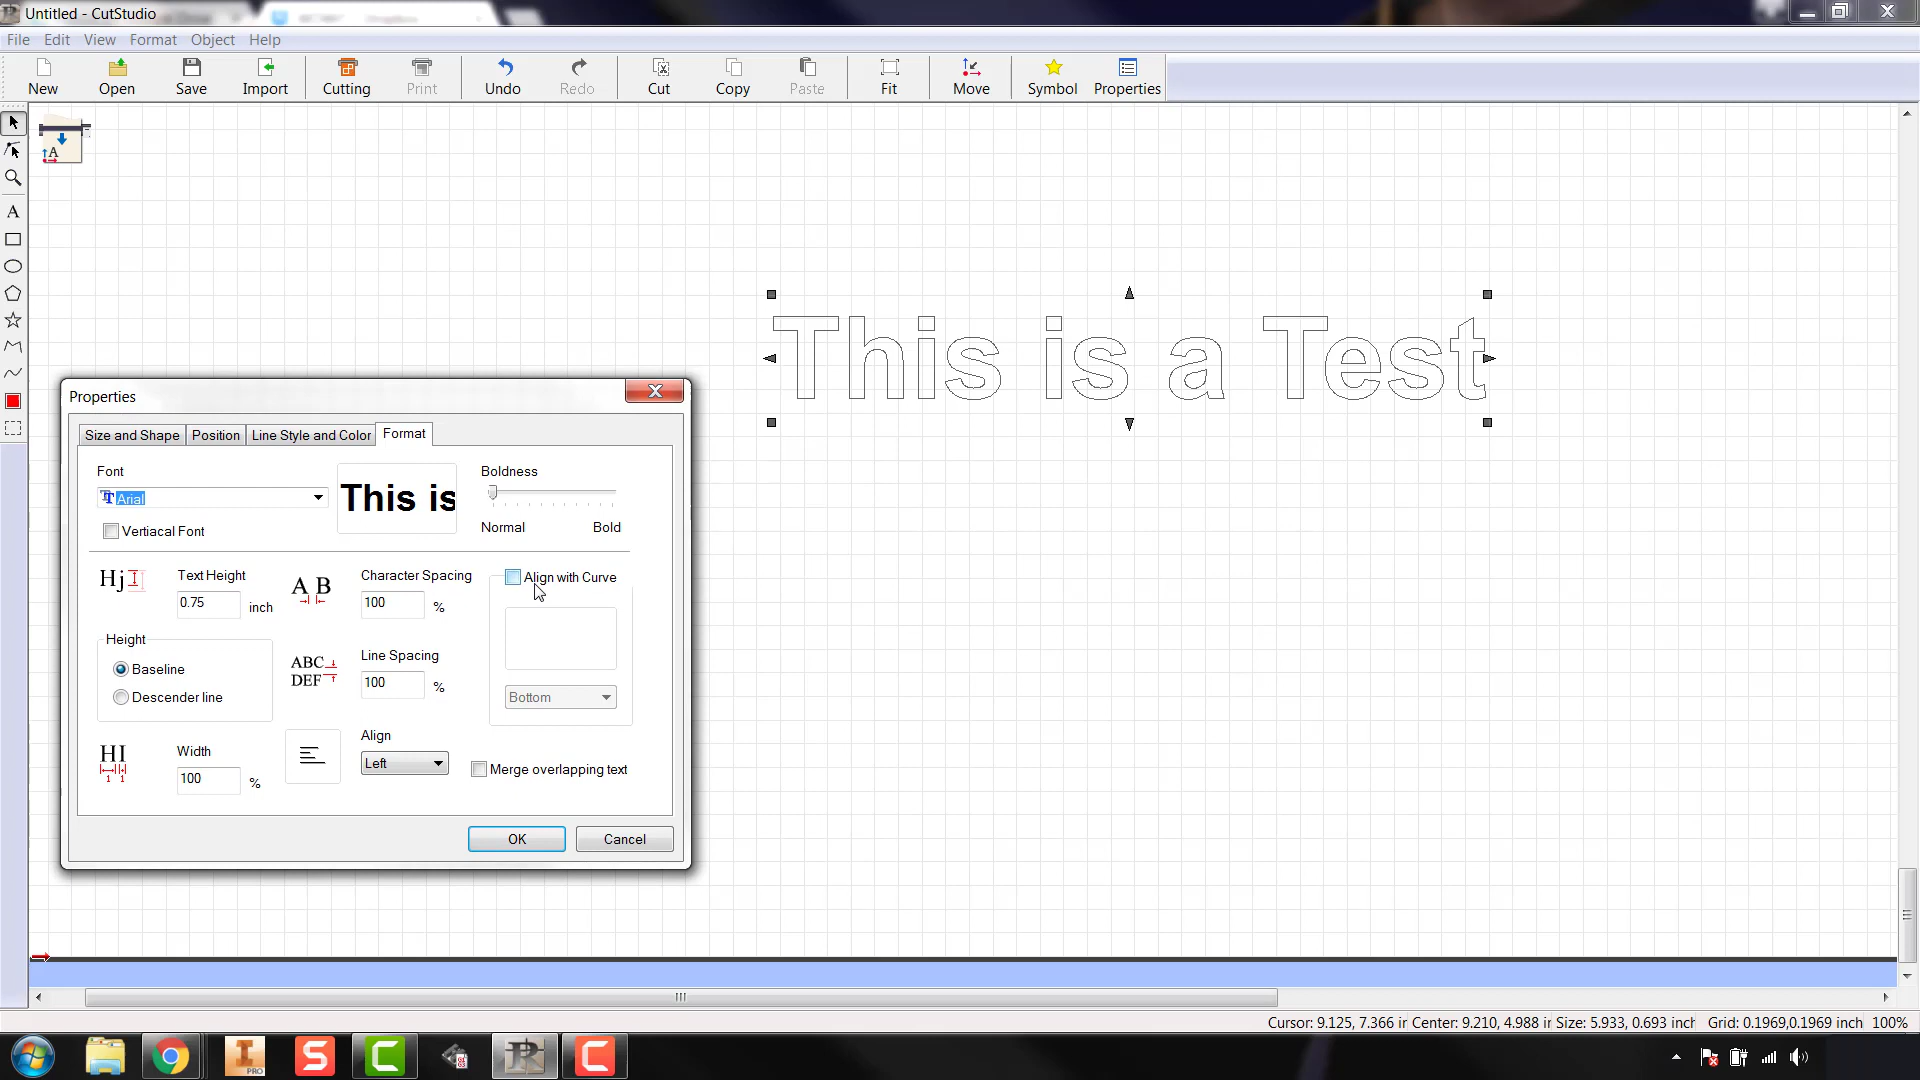 Untitled - CutStudio
File Edit View Format Object Help
New Open Save Import Cutting Print Undo Redo Cut Copy Paste Fit Move Symbol Properties
A
A
This is a Test
Properties
Size and Shape Position Line Style and Color Format
Font
Arial
This is
Boldness
Normal Bold
Vertiacal Font
Hj
Text Height
0.75 inch
A B
Character Spacing
100 %
Align with Curve
Height
Baseline
Descender line
ABC
DEF
Line Spacing
100 %
Bottom
HI
1 1
Width
100 %
Align
Left
Merge overlapping text
OK Cancel
Cursor: 9.125, 7.366 ir Center: 9.210, 4.988 ir Size: 5.933, 0.693 inch Grid: 0.1969,0.1969 inch 100%
I
PRO
S
C
R
C